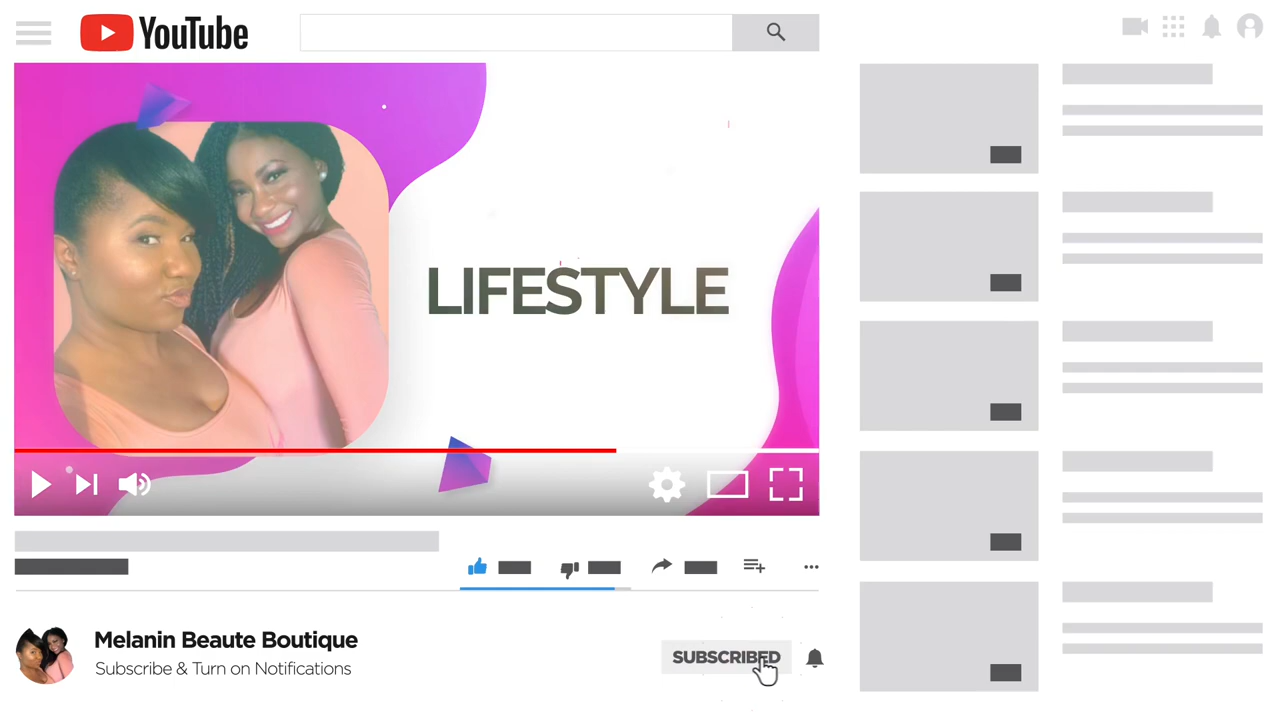 YouTube
LIFESTYLE
Melanin Beaute Boutique
Subscribe & Turn on Notifications
SUBSCRIBED